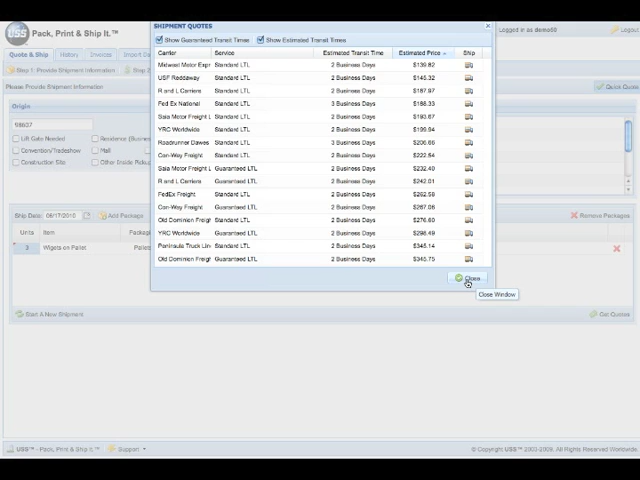 USS Pack, Print & Ship It.™
Logged in as demo60
Logout
Quote & Ship History Invoices
Step 1: Provide Shipment Information
Please Provide Shipment Information
Quick Quote
Origin
98607
Lift Gate Needed
Convention/Tradeshow
Mall
Construction Site
Other Inside Pickup
Ship Date: 06/17/2010 Add Package
Remove Packages
Units Item
3 Wigets on Pallet
Start A New Shipment
Get Quotes
SHIPMENT QUOTES
Show Guaranteed Transit Times Show Estimated Transit Times
Carrier Service Estimated Transit Time Estimated Price Ship
Midwest Motor Expr Standard LTL 2 Business Days $139.82
USF Reddaway Standard LTL 2 Business Days $145.32
R and L Carriers Standard LTL 2 Business Days $187.97
Fed Ex National Standard LTL 3 Business Days $188.33
Saia Motor Freight L Standard LTL 2 Business Days $193.67
YRC Worldwide Standard LTL 2 Business Days $199.94
Roadrunner Dawes Standard LTL 3 Business Days $206.66
Con-Way Freight Standard LTL 2 Business Days $222.54
Saia Motor Freight L Guaranteed LTL 2 Business Days $232.40
R and L Carriers Guaranteed LTL 2 Business Days $242.01
FedEx Freight Standard LTL 2 Business Days $262.58
Con-Way Freight Guaranteed LTL 2 Business Days $267.06
Old Dominion Freigh Standard LTL 2 Business Days $276.60
YRC Worldwide Guaranteed LTL 2 Business Days $298.49
Peninsula Truck Line Standard LTL 2 Business Days $345.14
Old Dominion Freigh Guaranteed LTL 2 Business Days $345.75
Close
Close Window
USS™ - Pack, Print & Ship It.™ Support
© Copyright USS™ 2003-2009. All Rights Reserved Worldwide.